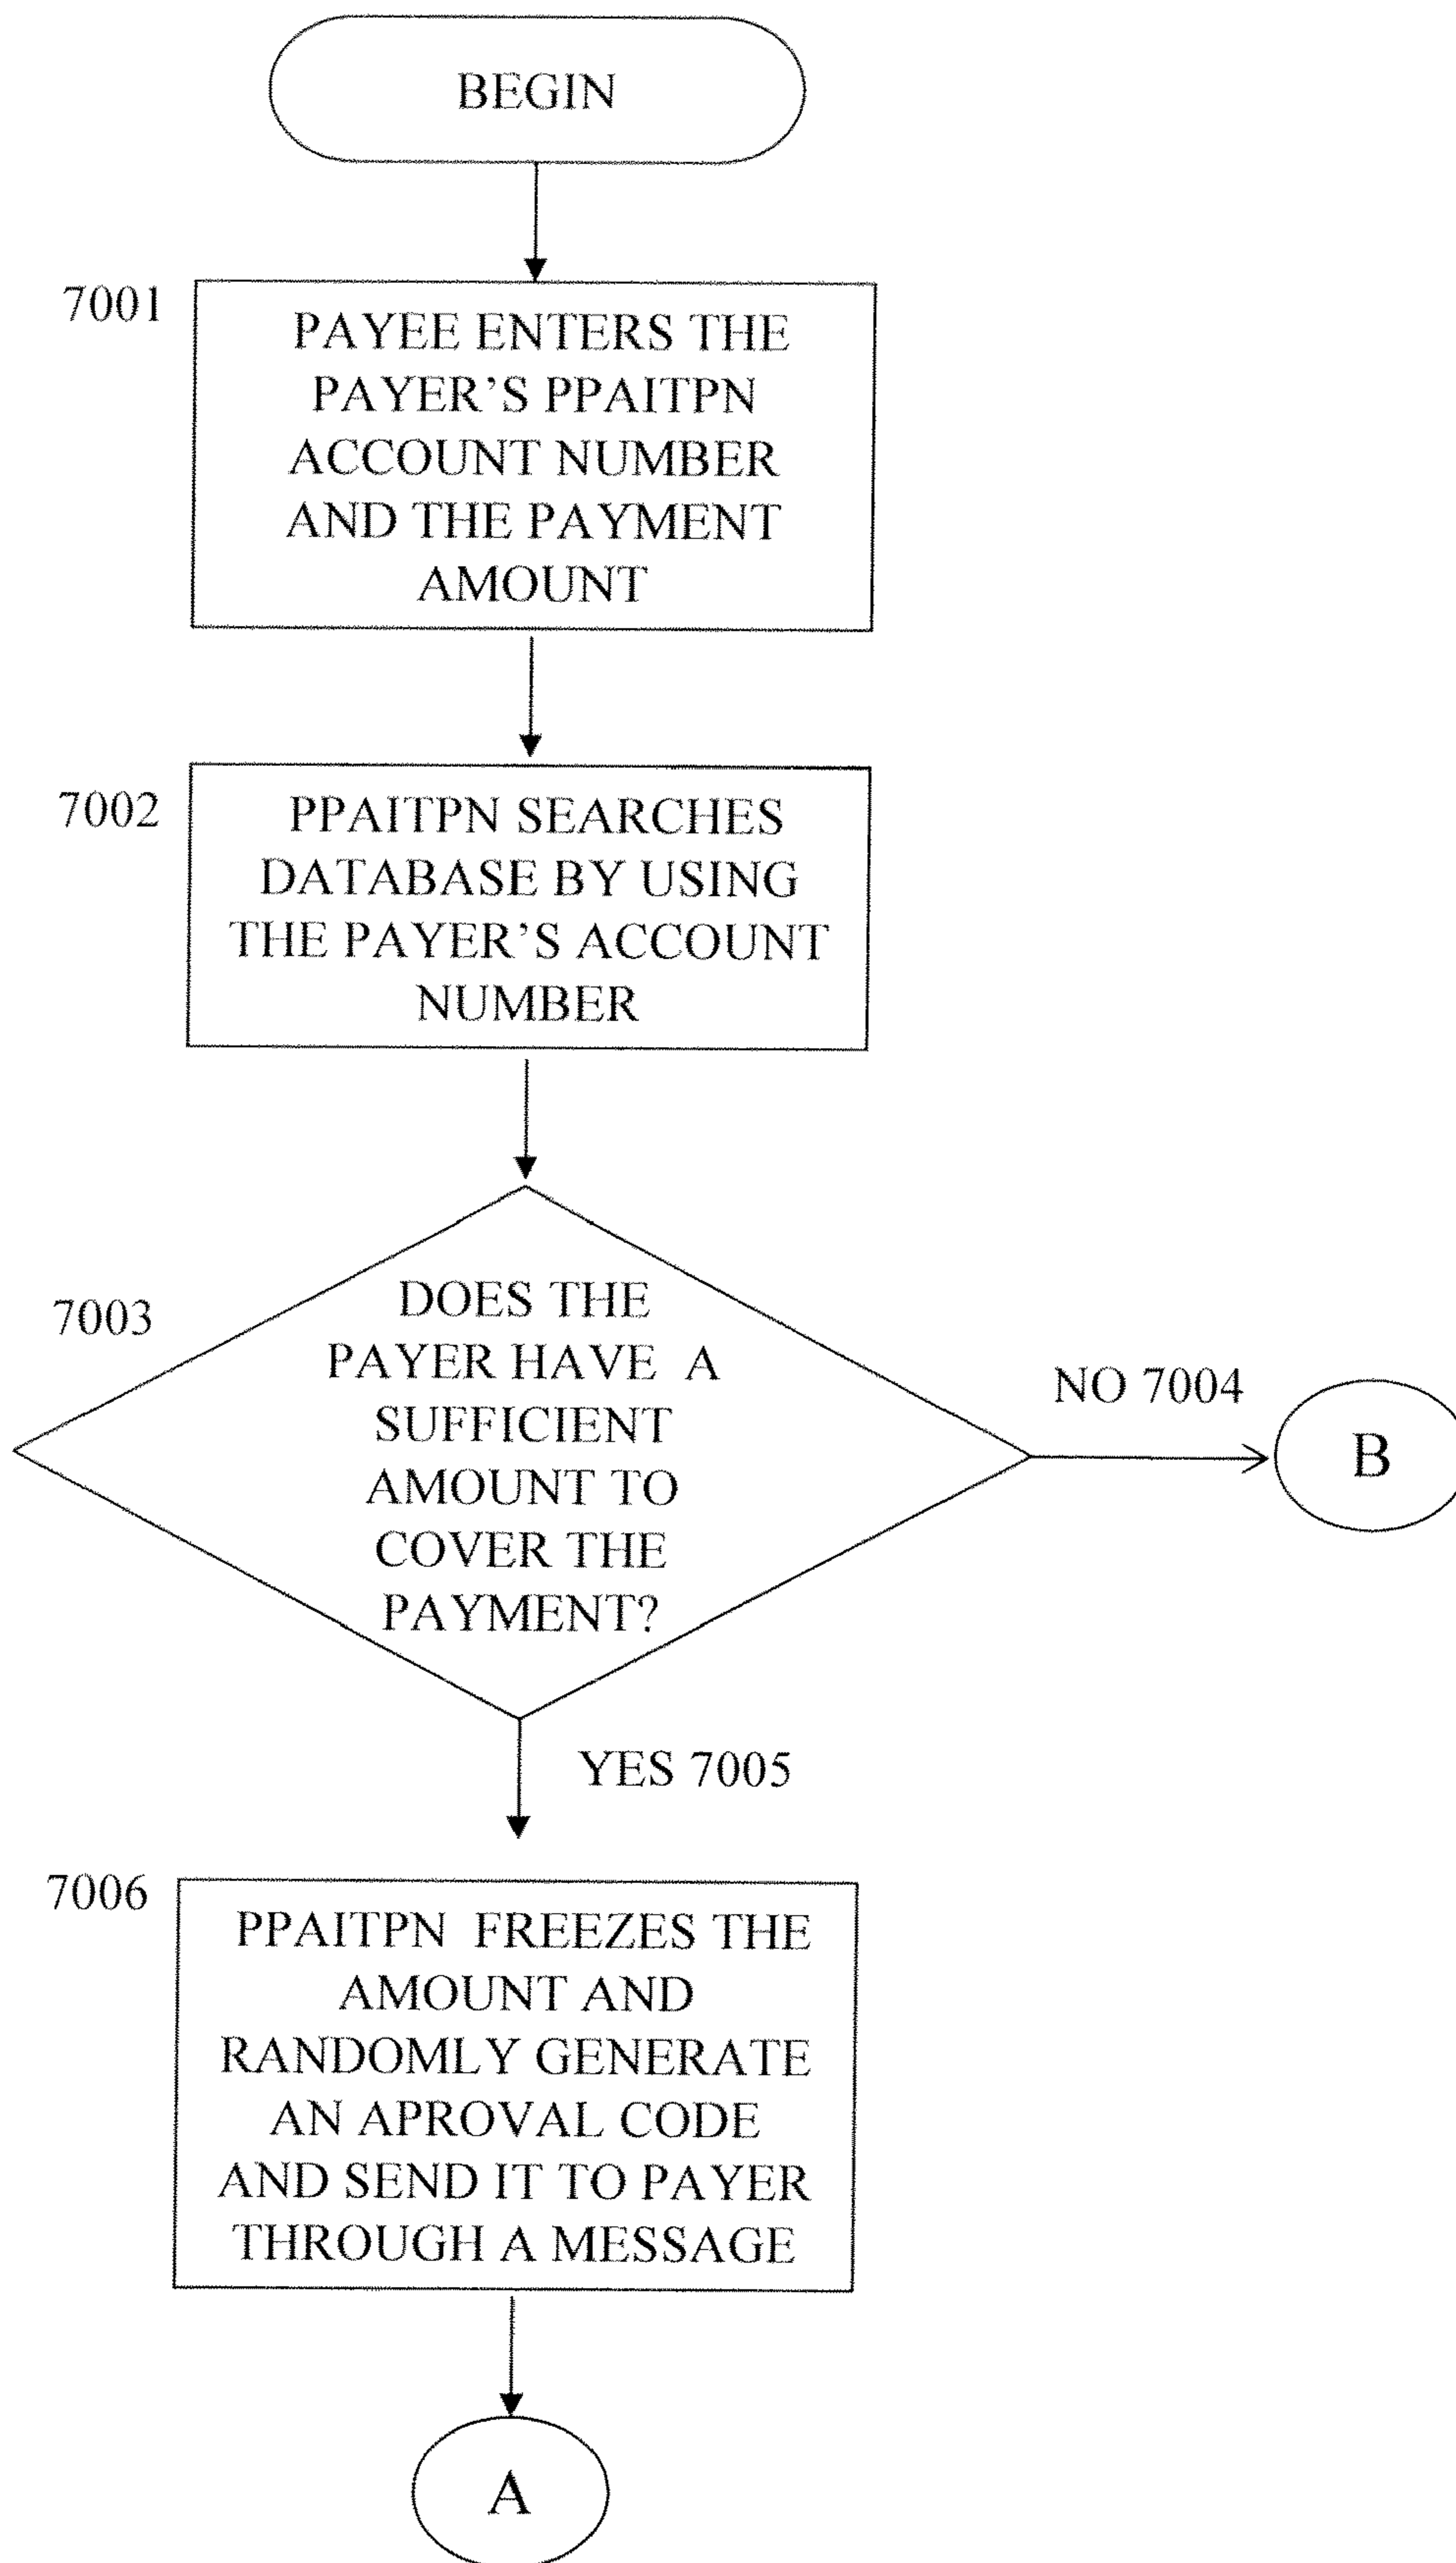 BEGIN
7001
PAYEE ENTERS THE
PAYER'S PPAITPN
ACCOUNT NUMBER
AND THE PAYMENT
AMOUNT
7002
PPAITPN SEARCHES
DATABASE BY USING
THE PAYER'S ACCOUNT
NUMBER
7003
DOES THE
PAYER HAVE A
SUFFICIENT
AMOUNT TO
COVER THE
PAYMENT?
NO 7004
B
YES 7005
7006
PPAITPN FREEZES THE
AMOUNT AND
RANDOMLY GENERATE
AN APROVAL CODE
AND SEND IT TO PAYER
THROUGH A MESSAGE
A